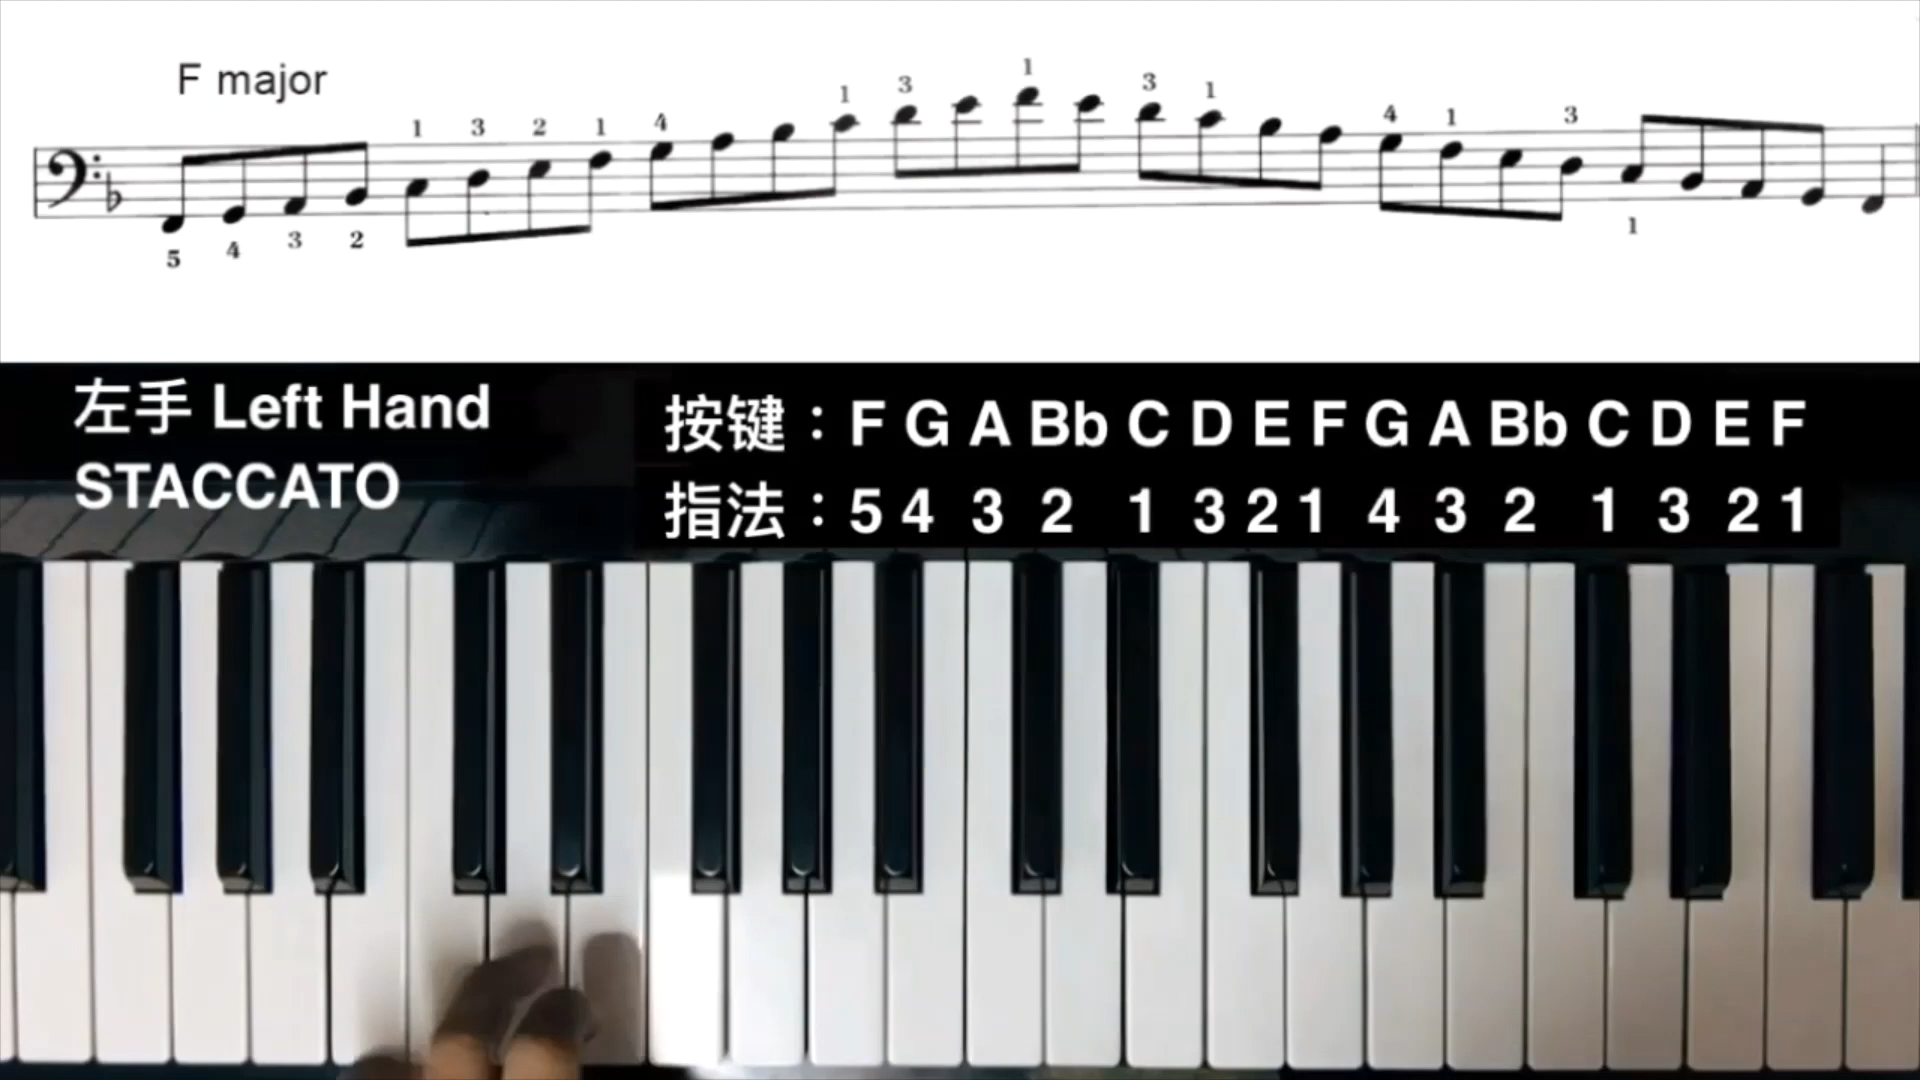 F major
1 3 2 1 4 1 3 1 3 1 4 1 3
5 4 3 2 1
左手 Left Hand
STACCATO
按键：F G A Bb C D E F G A Bb C D E F
指法：5 4 3 2 1 3 2 1 4 3 2 1 3 2 1